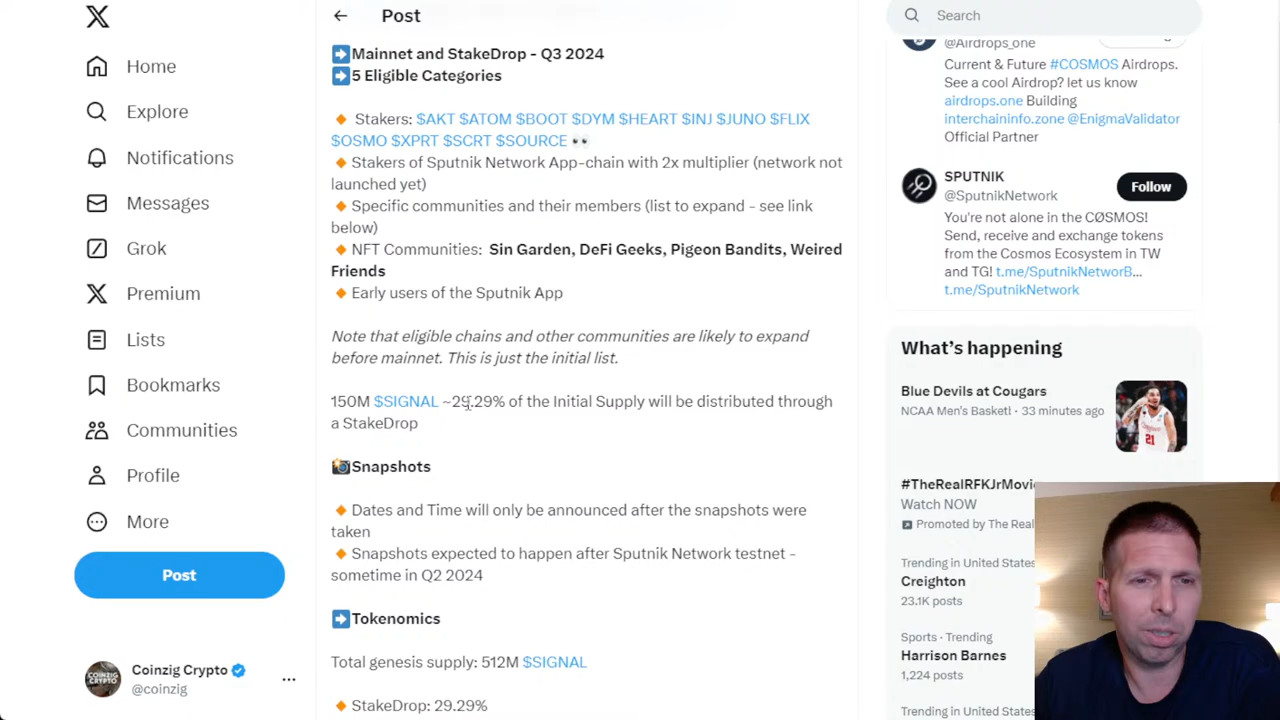 Post
Search
Home
Explore
Notifications
Messages
Grok
Premium
Lists
Bookmarks
Communities
Profile
More
Post
Coinzig Crypto
@coinzig
➡Mainnet and StakeDrop - Q3 2024
➡5 Eligible Categories
🔸 Stakers: $AKT $ATOM $BOOT $DYM $HEART $INJ $JUNO $FLIX
$OSMO $XPRT $SCRT $SOURCE 👀
🔸Stakers of Sputnik Network App-chain with 2x multiplier (network not
launched yet)
🔸Specific communities and their members (list to expand - see link
below)
🔸NFT Communities: Sin Garden, DeFi Geeks, Pigeon Bandits, Weired
Friends
🔸Early users of the Sputnik App
Note that eligible chains and other communities are likely to expand
before mainnet. This is just the initial list.
150M $SIGNAL ~29.29% of the Initial Supply will be distributed through
a StakeDrop
📸Snapshots
🔸Dates and Time will only be announced after the snapshots were
taken
🔸Snapshots expected to happen after Sputnik Network testnet -
sometime in Q2 2024
➡Tokenomics
Total genesis supply: 512M $SIGNAL
🔸StakeDrop: 29.29%
@Airdrops_one
Current & Future #COSMOS Airdrops.
See a cool Airdrop? let us know
airdrops.one Building
interchaininfo.zone @EnigmaValidator
Official Partner
SPUTNIK
@SputnikNetwork
Follow
You're not alone in the CØSMOS!
Send, receive and exchange tokens
from the Cosmos Ecosystem in TW
and TG! t.me/SputnikNetworB…
t.me/SputnikNetwork
What's happening
Blue Devils at Cougars
NCAA Men's Basket! · 33 minutes ago
21
#TheRealRFKJrMovi
Watch NOW
Promoted by The Real
Trending in United States
Creighton
23.1K posts
Sports · Trending
Harrison Barnes
1,224 posts
Trending in United States